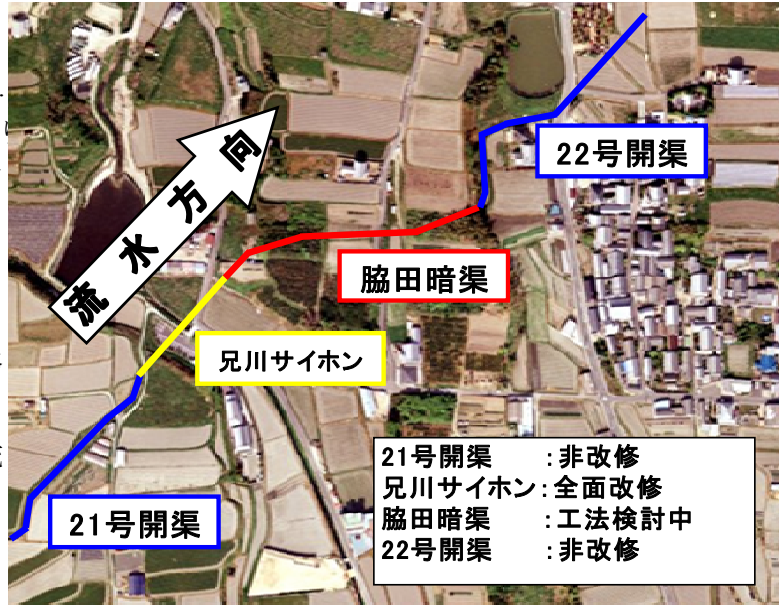 流水方向
22号開渠
脇田暗渠
兄川サイホン
21号開渠
21号開渠 :非改修
兄川サイホン:全面改修
脇田暗渠 :工法検討中
22号開渠 :非改修